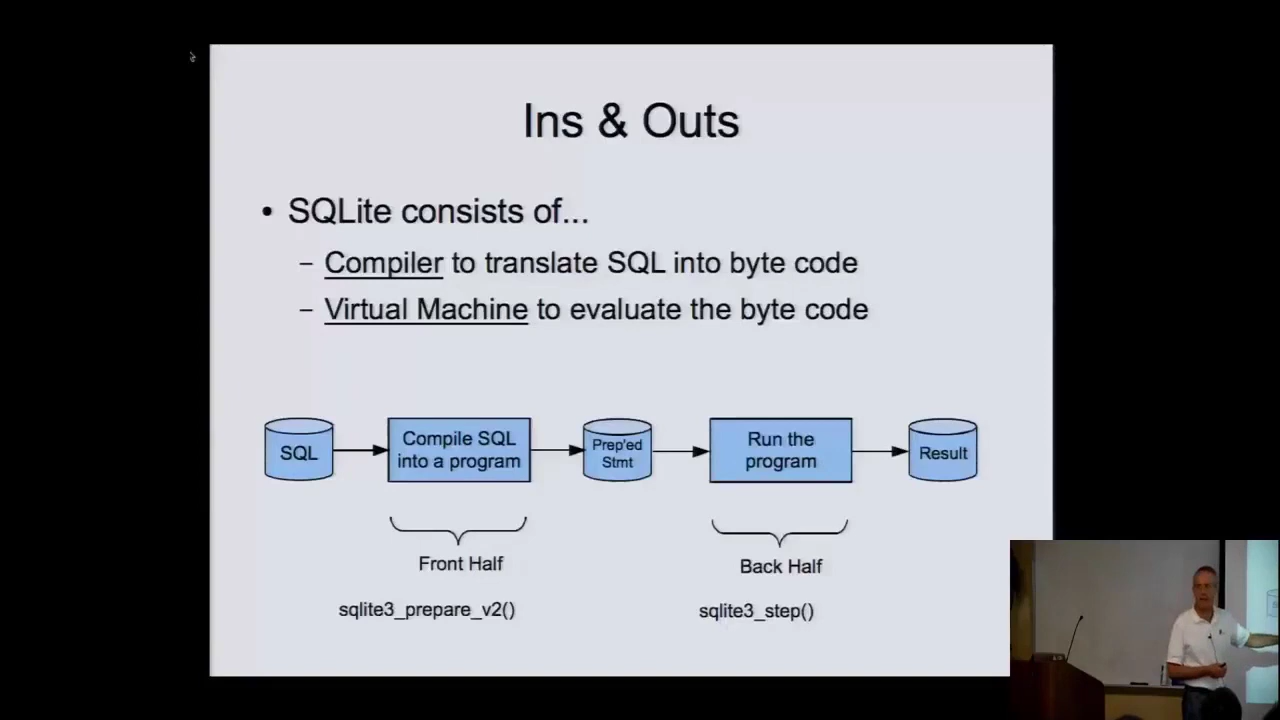 Ins & Outs
• SQLite consists of...
– Compiler to translate SQL into byte code
– Virtual Machine to evaluate the byte code
SQL
Compile SQL
into a program
Prep'ed
Stmt
Run the
program
Result
Front Half
Back Half
sqlite3_prepare_v2()
sqlite3_step()